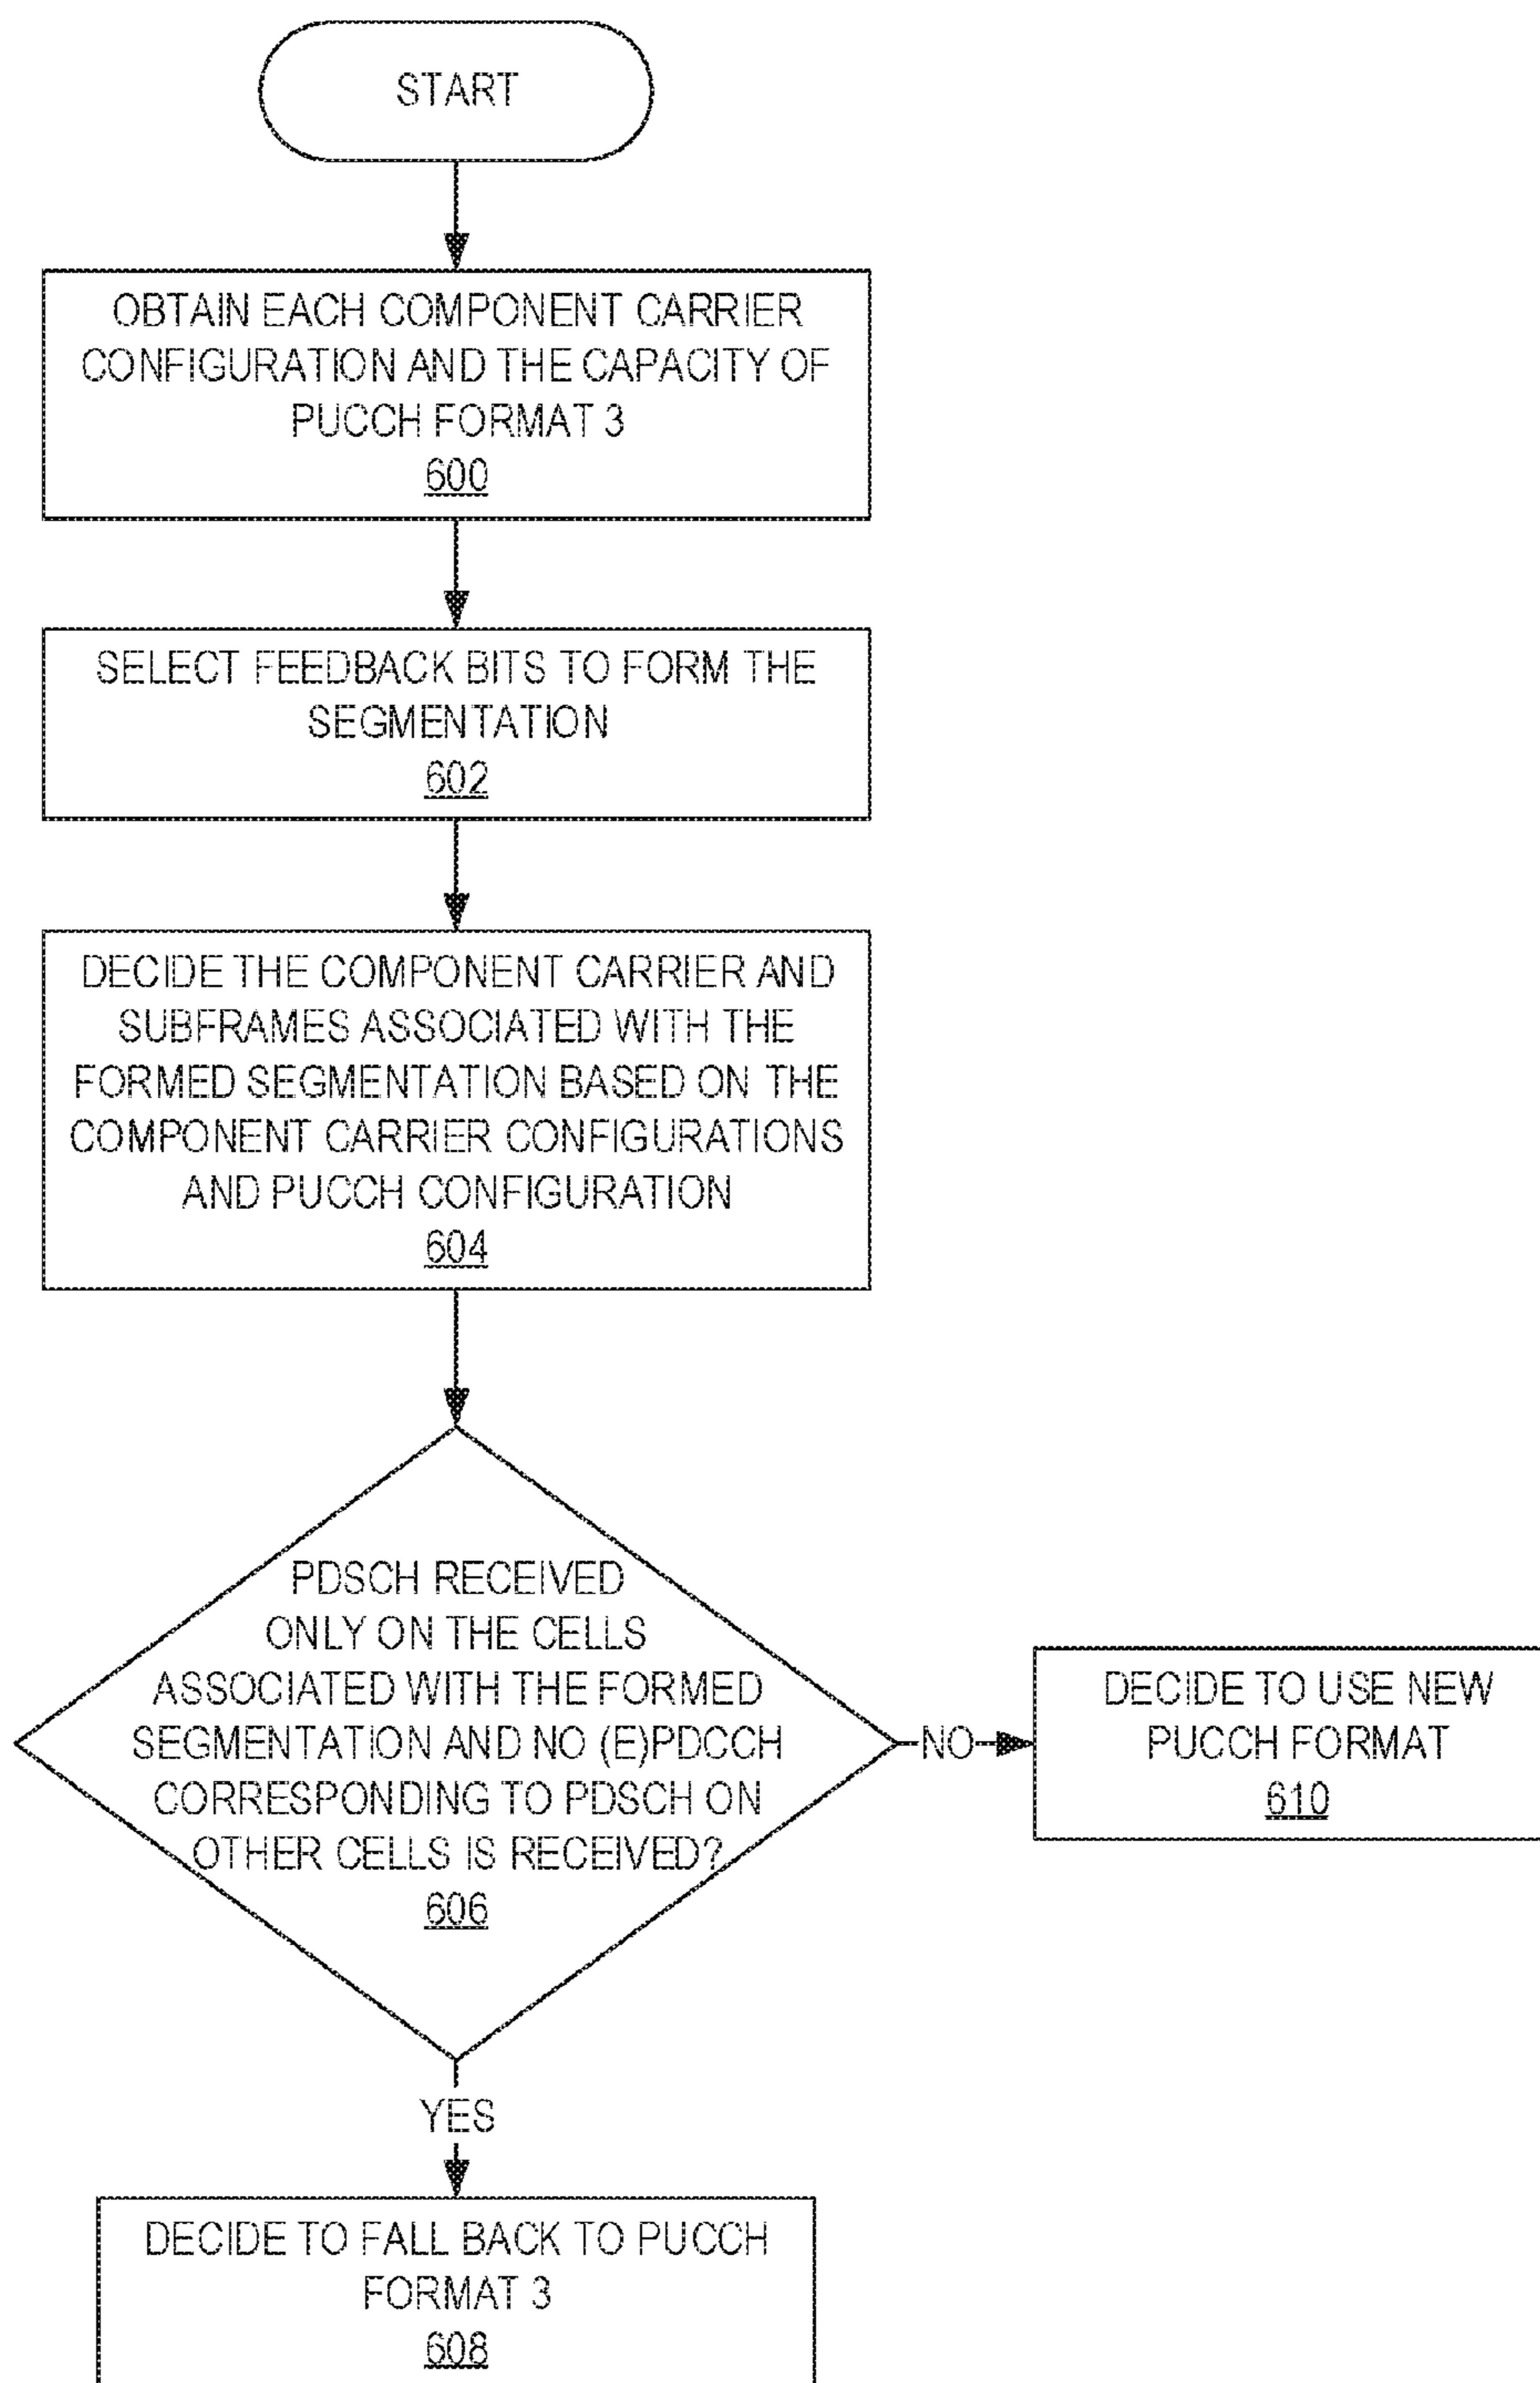 START
OBTAIN EACH COMPONENT CARRIER
CONFIGURATION AND THE CAPACITY OF
PUCCH FORMAT 3
600
SELECT FEEDBACK BITS TO FORM THE
SEGMENTATION
602
DECIDE THE COMPONENT CARRIER AND
SUBFRAMES ASSOCIATED WITH THE
FORMED SEGMENTATION BASED ON THE
COMPONENT CARRIER CONFIGURATIONS
AND PUCCH CONFIGURATION
604
PDSCH RECEIVED
ONLY ON THE CELLS
ASSOCIATED WITH THE FORMED
SEGMENTATION AND NO (E)PDCCH
CORRESPONDING TO PDSCH ON
OTHER CELLS IS RECEIVED?
606
NO
DECIDE TO USE NEW
PUCCH FORMAT
610
YES
DECIDE TO FALL BACK TO PUCCH
FORMAT 3
608